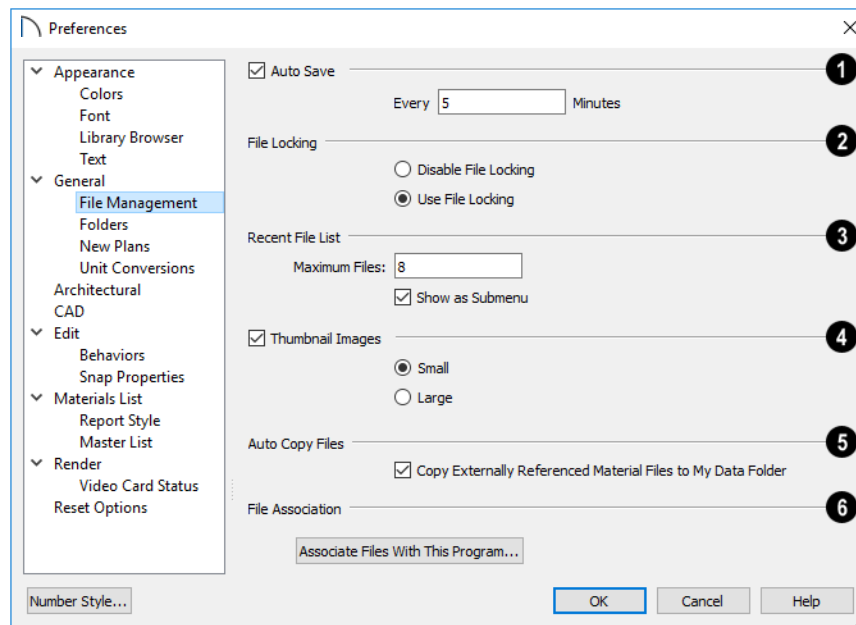 Preferences
Appearance
Colors
Font
Library Browser
Text
General
File Management
Folders
New Plans
Unit Conversions
Architectural
CAD
Edit
Behaviors
Snap Properties
Materials List
Report Style
Master List
Render
Video Card Status
Reset Options
Auto Save 1
Every 5 Minutes
File Locking 2
Disable File Locking
Use File Locking
Recent File List 3
Maximum Files: 8
Show as Submenu
Thumbnail Images 4
Small
Large
Auto Copy Files 5
Copy Externally Referenced Material Files to My Data Folder
File Association 6
Associate Files With This Program...
Number Style... OK Cancel Help